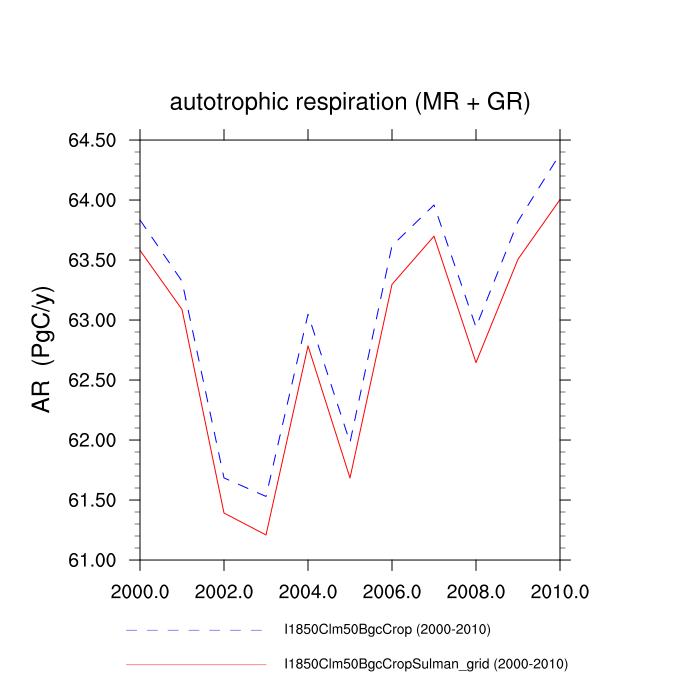 autotrophic respiration (MR + GR)
64.50
64.00
63.50
63.00
62.50
62.00
61.50
61.00
AR (PgC/y)
2000.0 2002.0 2004.0 2006.0 2008.0 2010.0
I1850Clm50BgcCrop (2000-2010)
I1850Clm50BgcCropSulman_grid (2000-2010)